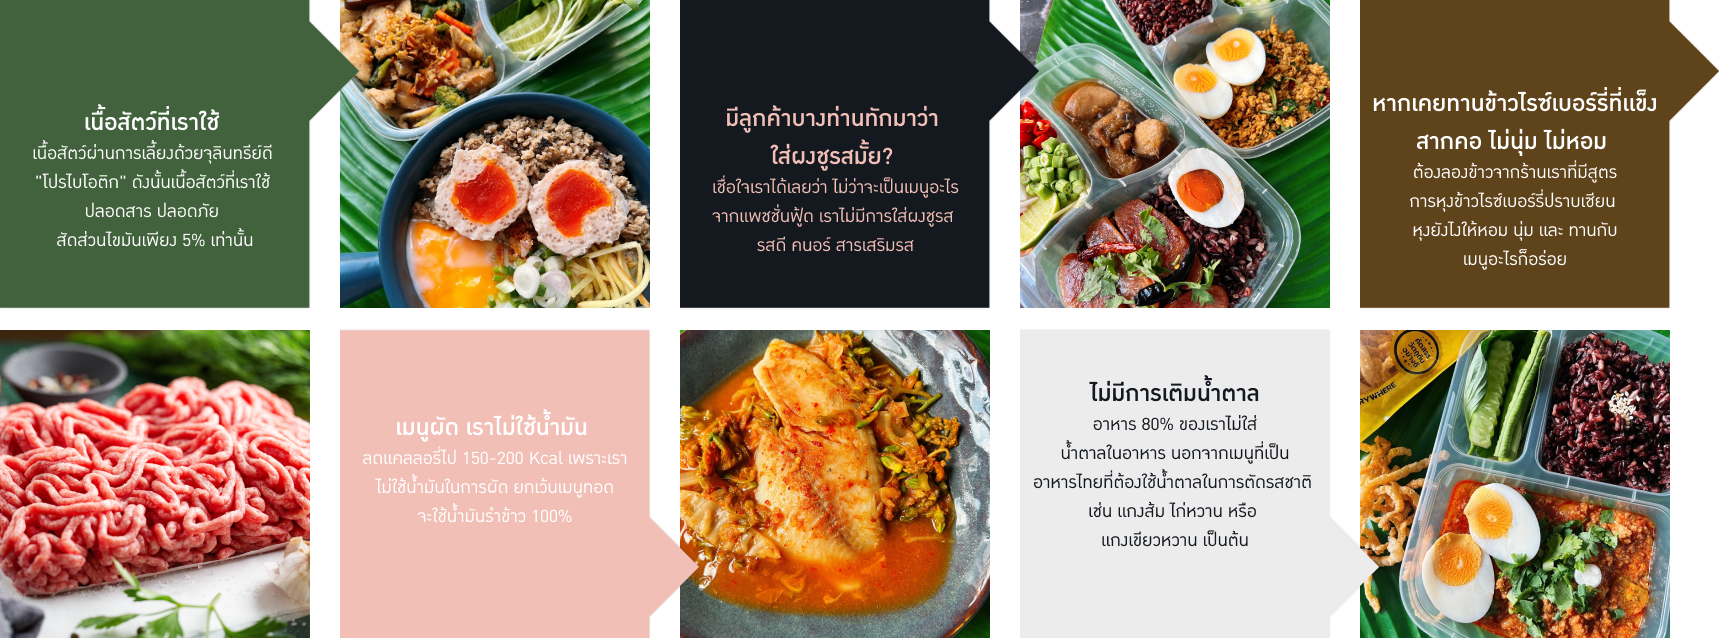 เนื้อสัตว์ที่เราใช้
เนื้อสัตว์ผ่านการเลี้ยงด้วยจุลินทรีย์ดี
"โปรไบโอติก" ดังนั้นเนื้อสัตว์ที่เราใช้
ปลอดสาร ปลอดภัย
สัดส่วนไขมันเพียง 5% เท่านั้น
มีลูกค้าบางท่านทักมาว่า
ใส่ผงชูรสมั้ย?
เชื่อใจเราได้เลยว่า ไม่ว่าจะเป็นเมนูอะไร
จากแพชชั่นฟู้ด เราไม่มีการใส่ผงชูรส
รสดี คนอร์ สารเสริมรส
หากเคยทานข้าวไรซ์เบอร์รี่ที่แข็ง
สากคอ ไม่นุ่ม ไม่หอม
ต้องลองข้าวจากร้านเราที่มีสูตร
การหุงข้าวไรซ์เบอร์รี่ปราบเซียน
หุงยังไงให้หอม นุ่ม และ ทานกับ
เมนูอะไรก็อร่อย
เมนูผัด เราไม่ใช้น้ำมัน
ลดแคลลอรี่ไป 150-200 Kcal เพราะเรา
ไม่ใช้น้ำมันในการผัด ยกเว้นเมนูทอด
จะใช้น้ำมันรำข้าว 100%
ไม่มีการเติมน้ำตาล
อาหาร 80% ของเราไม่ใส่
น้ำตาลในอาหาร นอกจากเมนูที่เป็น
อาหารไทยที่ต้องใช้น้ำตาลในการตัดรสชาติ
เช่น แกงส้ม ไก่หวาน หรือ
แกงเขียวหวาน เป็นต้น
คัดสรร
วัตถุดิบ
อย่างดี
RYWHERE